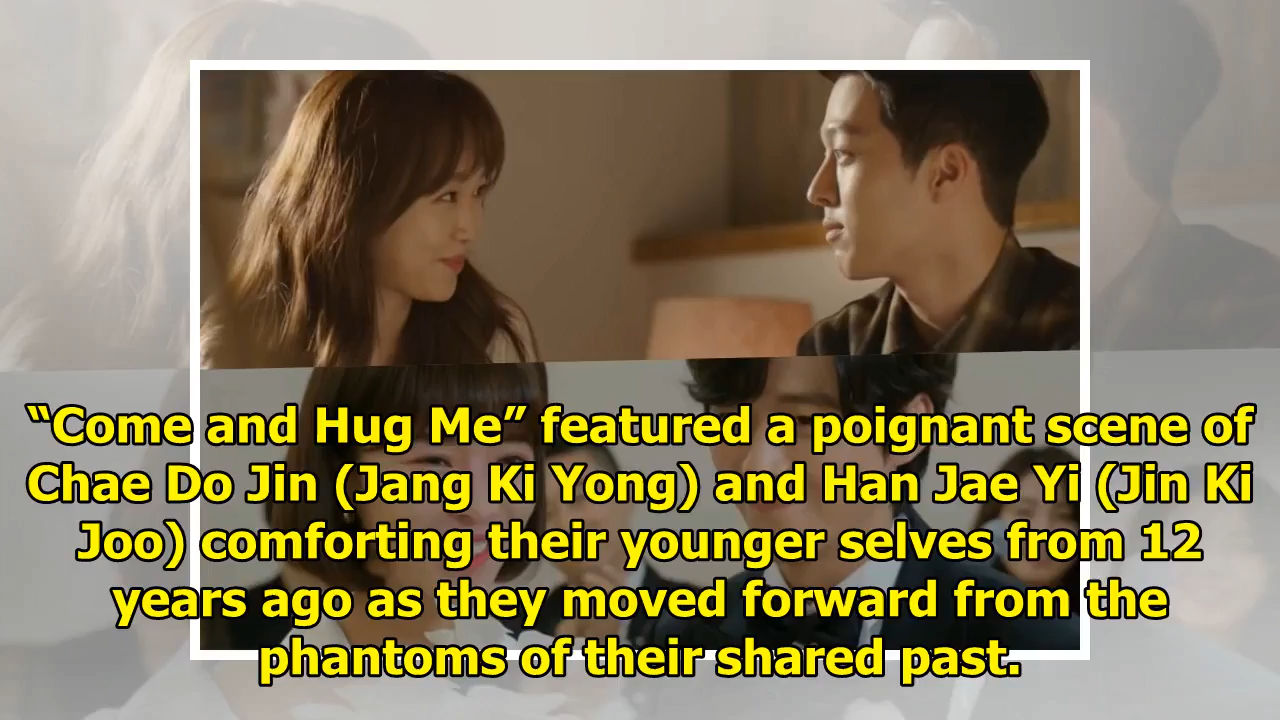 “Come and Hug Me” featured a poignant scene of
Chae Do Jin (Jang Ki Yong) and Han Jae Yi (Jin Ki
Joo) comforting their younger selves from 12
years ago as they moved forward from the
phantoms of their shared past.